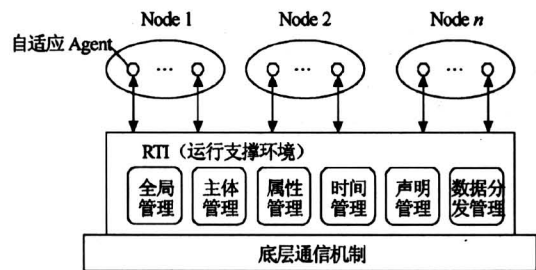 Node 1 Node 2 Node n
自适应 Agent
... ... ...
RTI（运行支撑环境）
全局 主体 属性 时间 声明 数据分
管理 管理 管理 管理 管理 发管理
底层通信机制